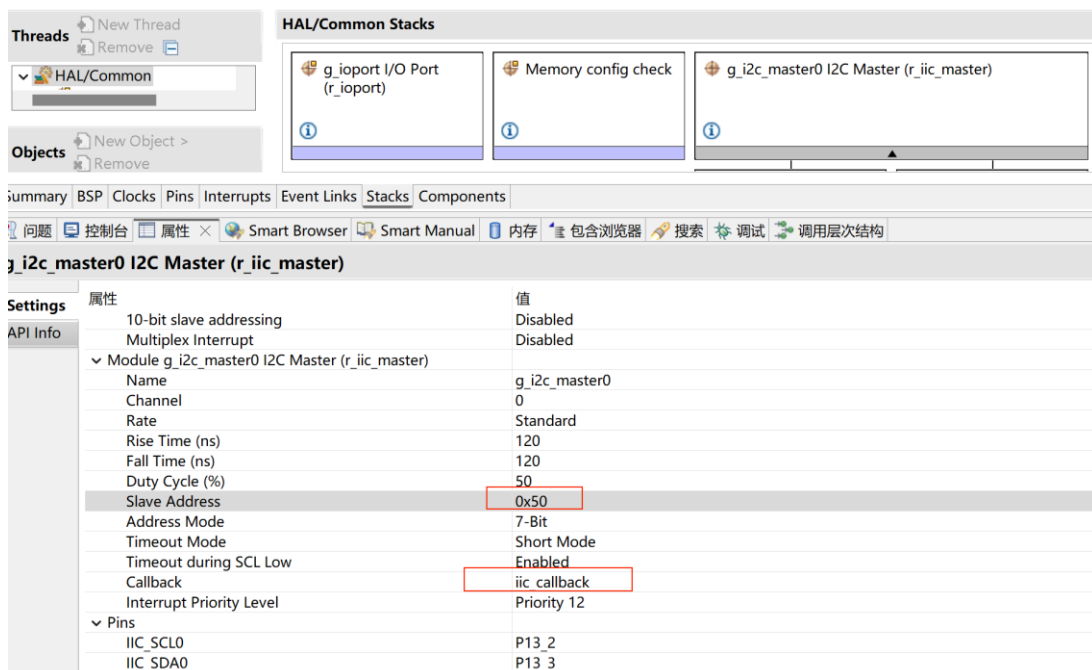 Threads
New Thread
Remove
HAL/Common
Objects
New Object >
Remove
HAL/Common Stacks
g_ioport I/O Port
(r_ioport)
Memory config check
g_i2c_master0 I2C Master (r_iic_master)
Summary BSP Clocks Pins Interrupts Event Links Stacks Components
问题 控制台 属性 Smart Browser Smart Manual 内存 包含浏览器 搜索 调试 调用层次结构
g_i2c_master0 I2C Master (r_iic_master)
Settings
API Info
属性 值
10-bit slave addressing Disabled
Multiplex Interrupt Disabled
Module g_i2c_master0 I2C Master (r_iic_master)
Name g_i2c_master0
Channel 0
Rate Standard
Rise Time (ns) 120
Fall Time (ns) 120
Duty Cycle (%) 50
Slave Address 0x50
Address Mode 7-Bit
Timeout Mode Short Mode
Timeout during SCL Low Enabled
Callback iic_callback
Interrupt Priority Level Priority 12
Pins
IIC_SCL0 P13_2
IIC_SDA0 P13_3